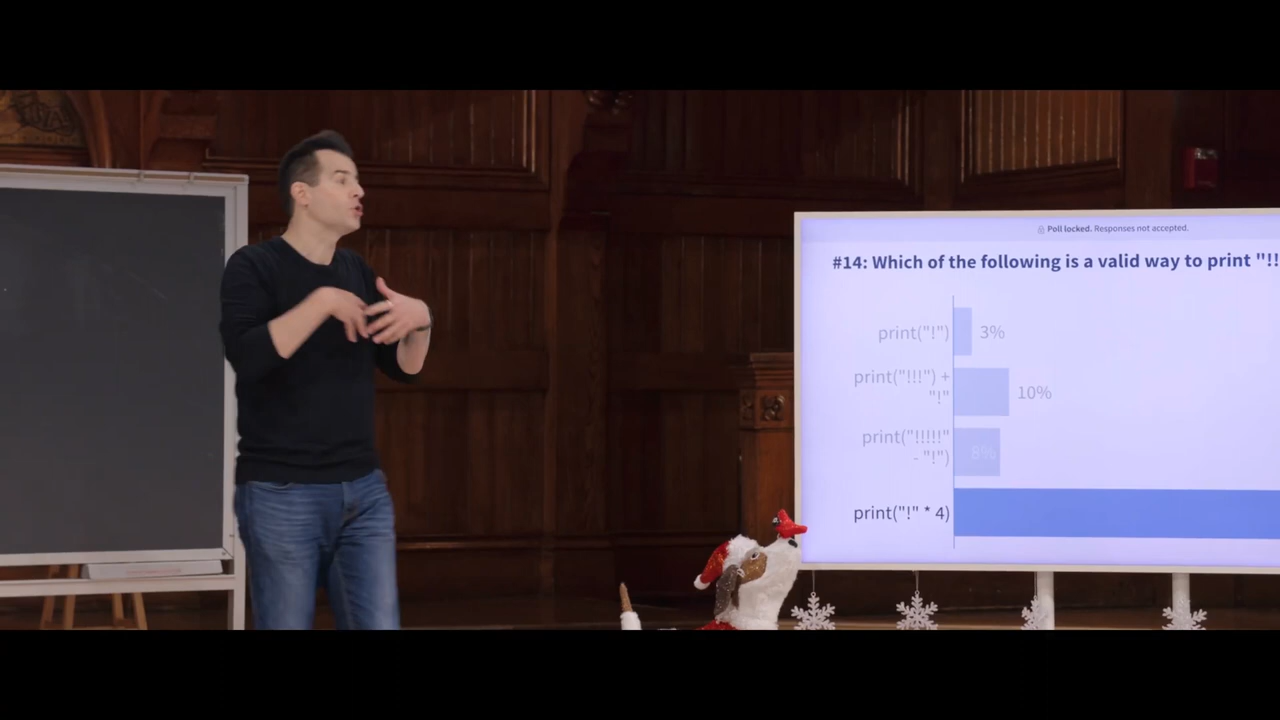 Poll locked. Responses not accepted.
#14: Which of the following is a valid way to print "!!
print("!")
3%
print("!!!") +
"!"
10%
print("!!!!!"
- "!")
8%
print("!" * 4)